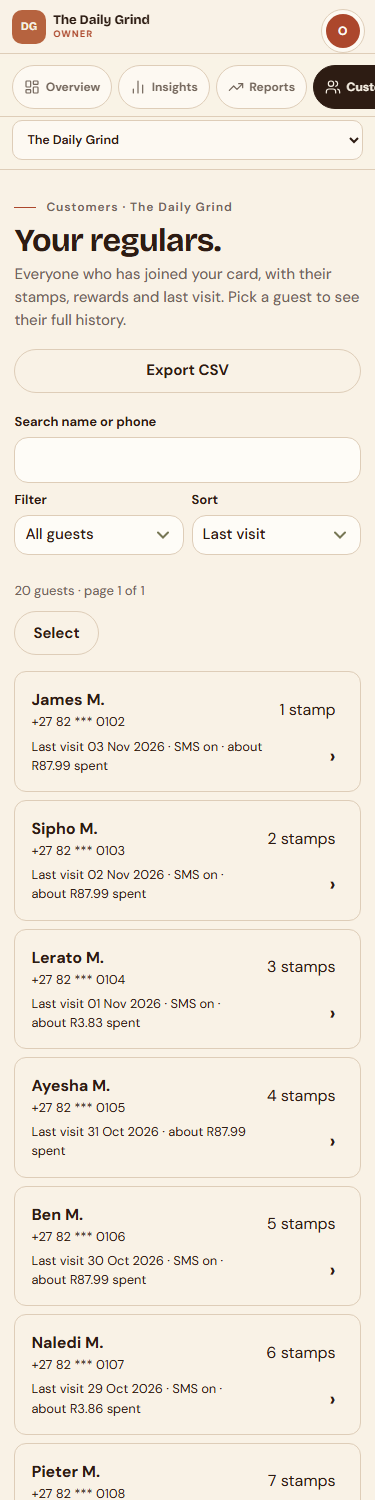 DG
The Daily Grind
OWNER
O
Overview
Insights
Reports
Cust
The Daily Grind
Customers · The Daily Grind
Your regulars.
Everyone who has joined your card, with their
stamps, rewards and last visit. Pick a guest to see
their full history.
Export CSV
Search name or phone
Filter
Sort
All guests
Last visit
20 guests · page 1 of 1
Select
James M.
+27 82 *** 0102
1 stamp
Last visit 03 Nov 2026 · SMS on · about
R87.99 spent
›
Sipho M.
+27 82 *** 0103
2 stamps
Last visit 02 Nov 2026 · SMS on ·
about R87.99 spent
›
Lerato M.
+27 82 *** 0104
3 stamps
Last visit 01 Nov 2026 · SMS on ·
about R3.83 spent
›
Ayesha M.
+27 82 *** 0105
4 stamps
Last visit 31 Oct 2026 · about R87.99
spent
›
Ben M.
+27 82 *** 0106
5 stamps
Last visit 30 Oct 2026 · SMS on ·
about R87.99 spent
›
Naledi M.
+27 82 *** 0107
6 stamps
Last visit 29 Oct 2026 · SMS on ·
about R3.86 spent
›
Pieter M.
+27 82 *** 0108
7 stamps